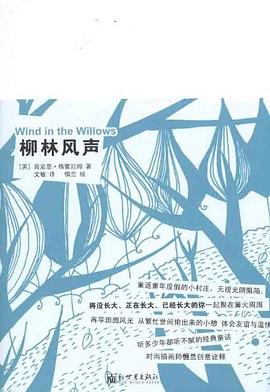 Wind in the Willows
柳林风声
[英] 肯尼思·格雷厄姆 著
文敏 译 兰 绘
重返童年度假的小村庄，无视光阴限隔，
将没长大、正在长大、已经长大的你一起聚在篝火周围
再享田园风光 从繁忙世间偷出来的小憩 体会友谊与温情
听多少年都听不腻的经典童话
时尚插画师 兰创意诠释
新世界出版社